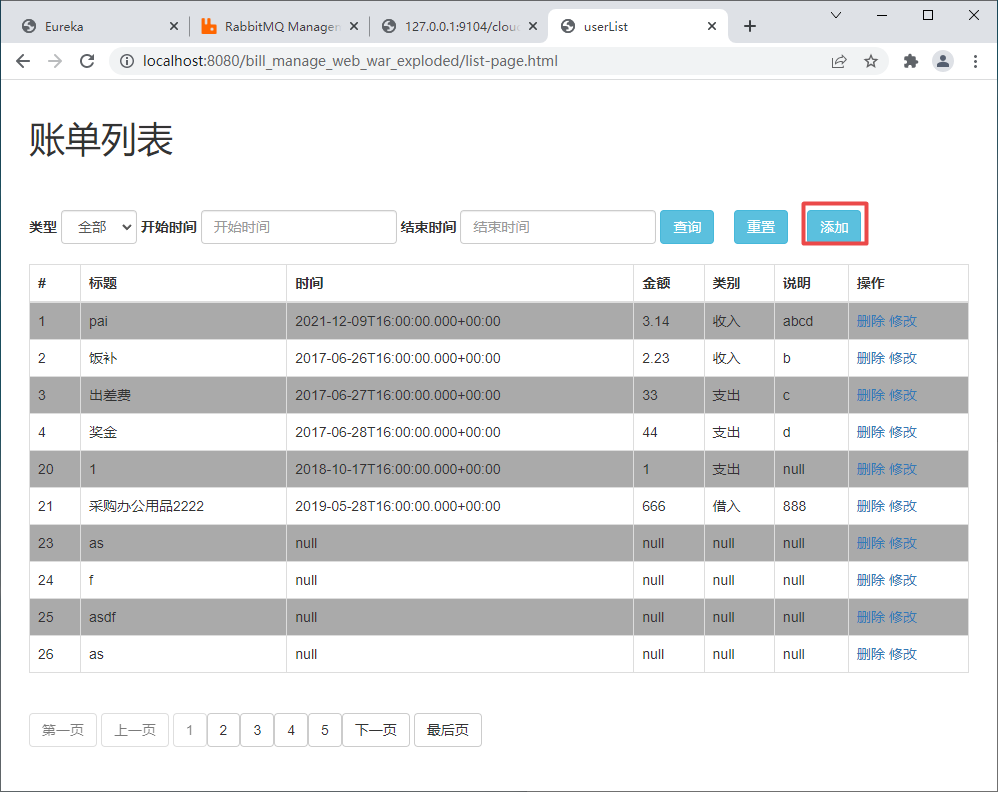 Eureka
RabbitMQ Managen
127.0.0.1:9104/cloud
userList
localhost:8080/bill_manage_web_war_exploded/list-page.html
账单列表
类型 全部 开始时间 开始时间 结束时间 结束时间 查询 重置 添加
# 标题 时间 金额 类别 说明 操作
1 pai 2021-12-09T16:00:00.000+00:00 3.14 收入 abcd 删除 修改
2 饭补 2017-06-26T16:00:00.000+00:00 2.23 收入 b 删除 修改
3 出差费 2017-06-27T16:00:00.000+00:00 33 支出 c 删除 修改
4 奖金 2017-06-28T16:00:00.000+00:00 44 支出 d 删除 修改
20 1 2018-10-17T16:00:00.000+00:00 1 支出 null 删除 修改
21 采购办公用品2222 2019-05-28T16:00:00.000+00:00 666 借入 888 删除 修改
23 as null null null null 删除 修改
24 f null null null null 删除 修改
25 asdf null null null null 删除 修改
26 as null null null null 删除 修改
第一页 上一页 1 2 3 4 5 下一页 最后页